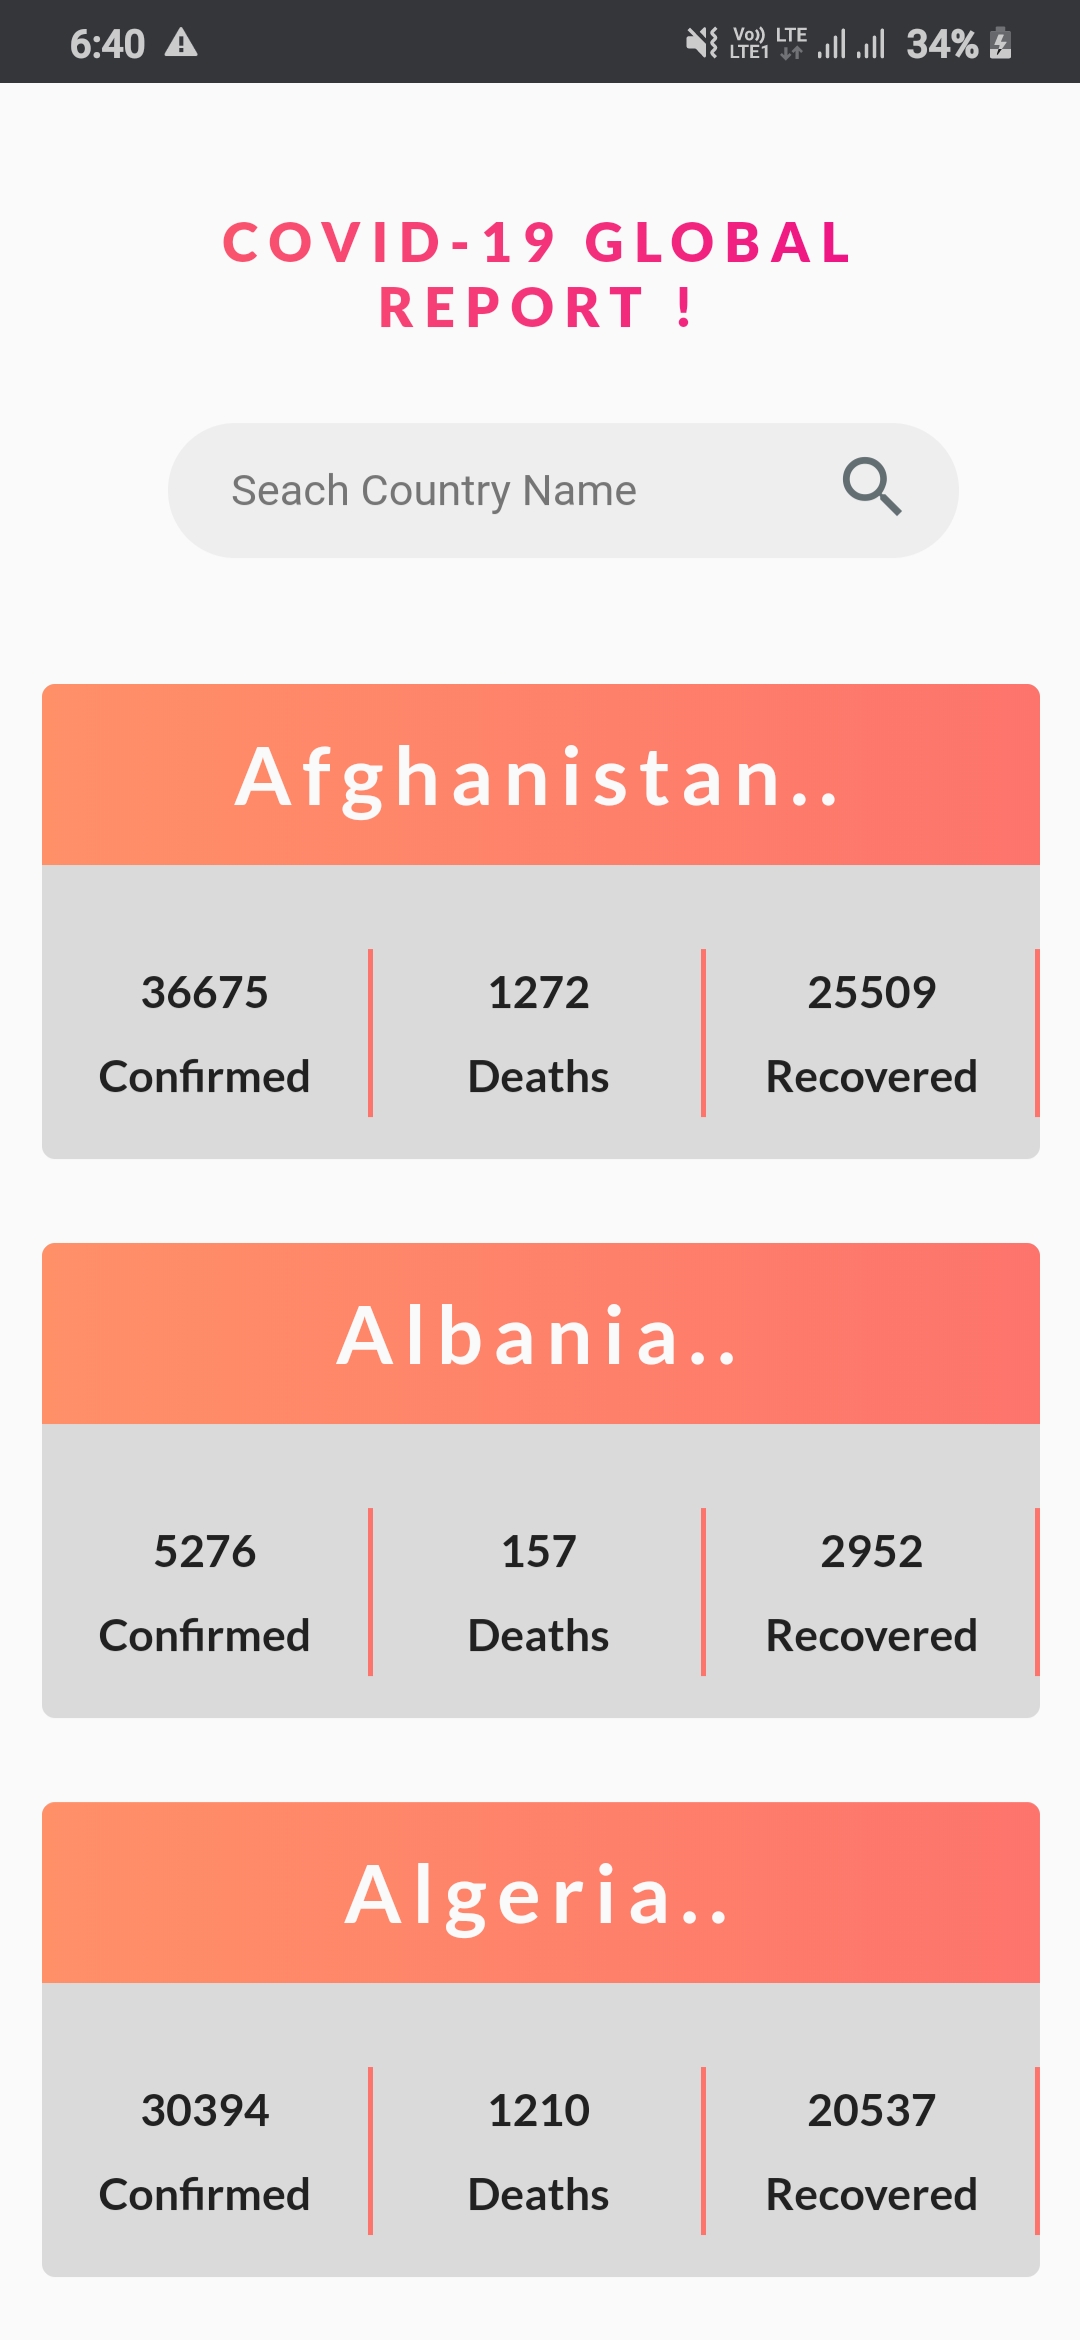 6:40 Vo)) LTE1 LTE 34%
COVID-19 GLOBAL
REPORT !
Seach Country Name
Afghanistan..
36675 1272 25509
Confirmed Deaths Recovered
Albania..
5276 157 2952
Confirmed Deaths Recovered
Algeria..
30394 1210 20537
Confirmed Deaths Recovered